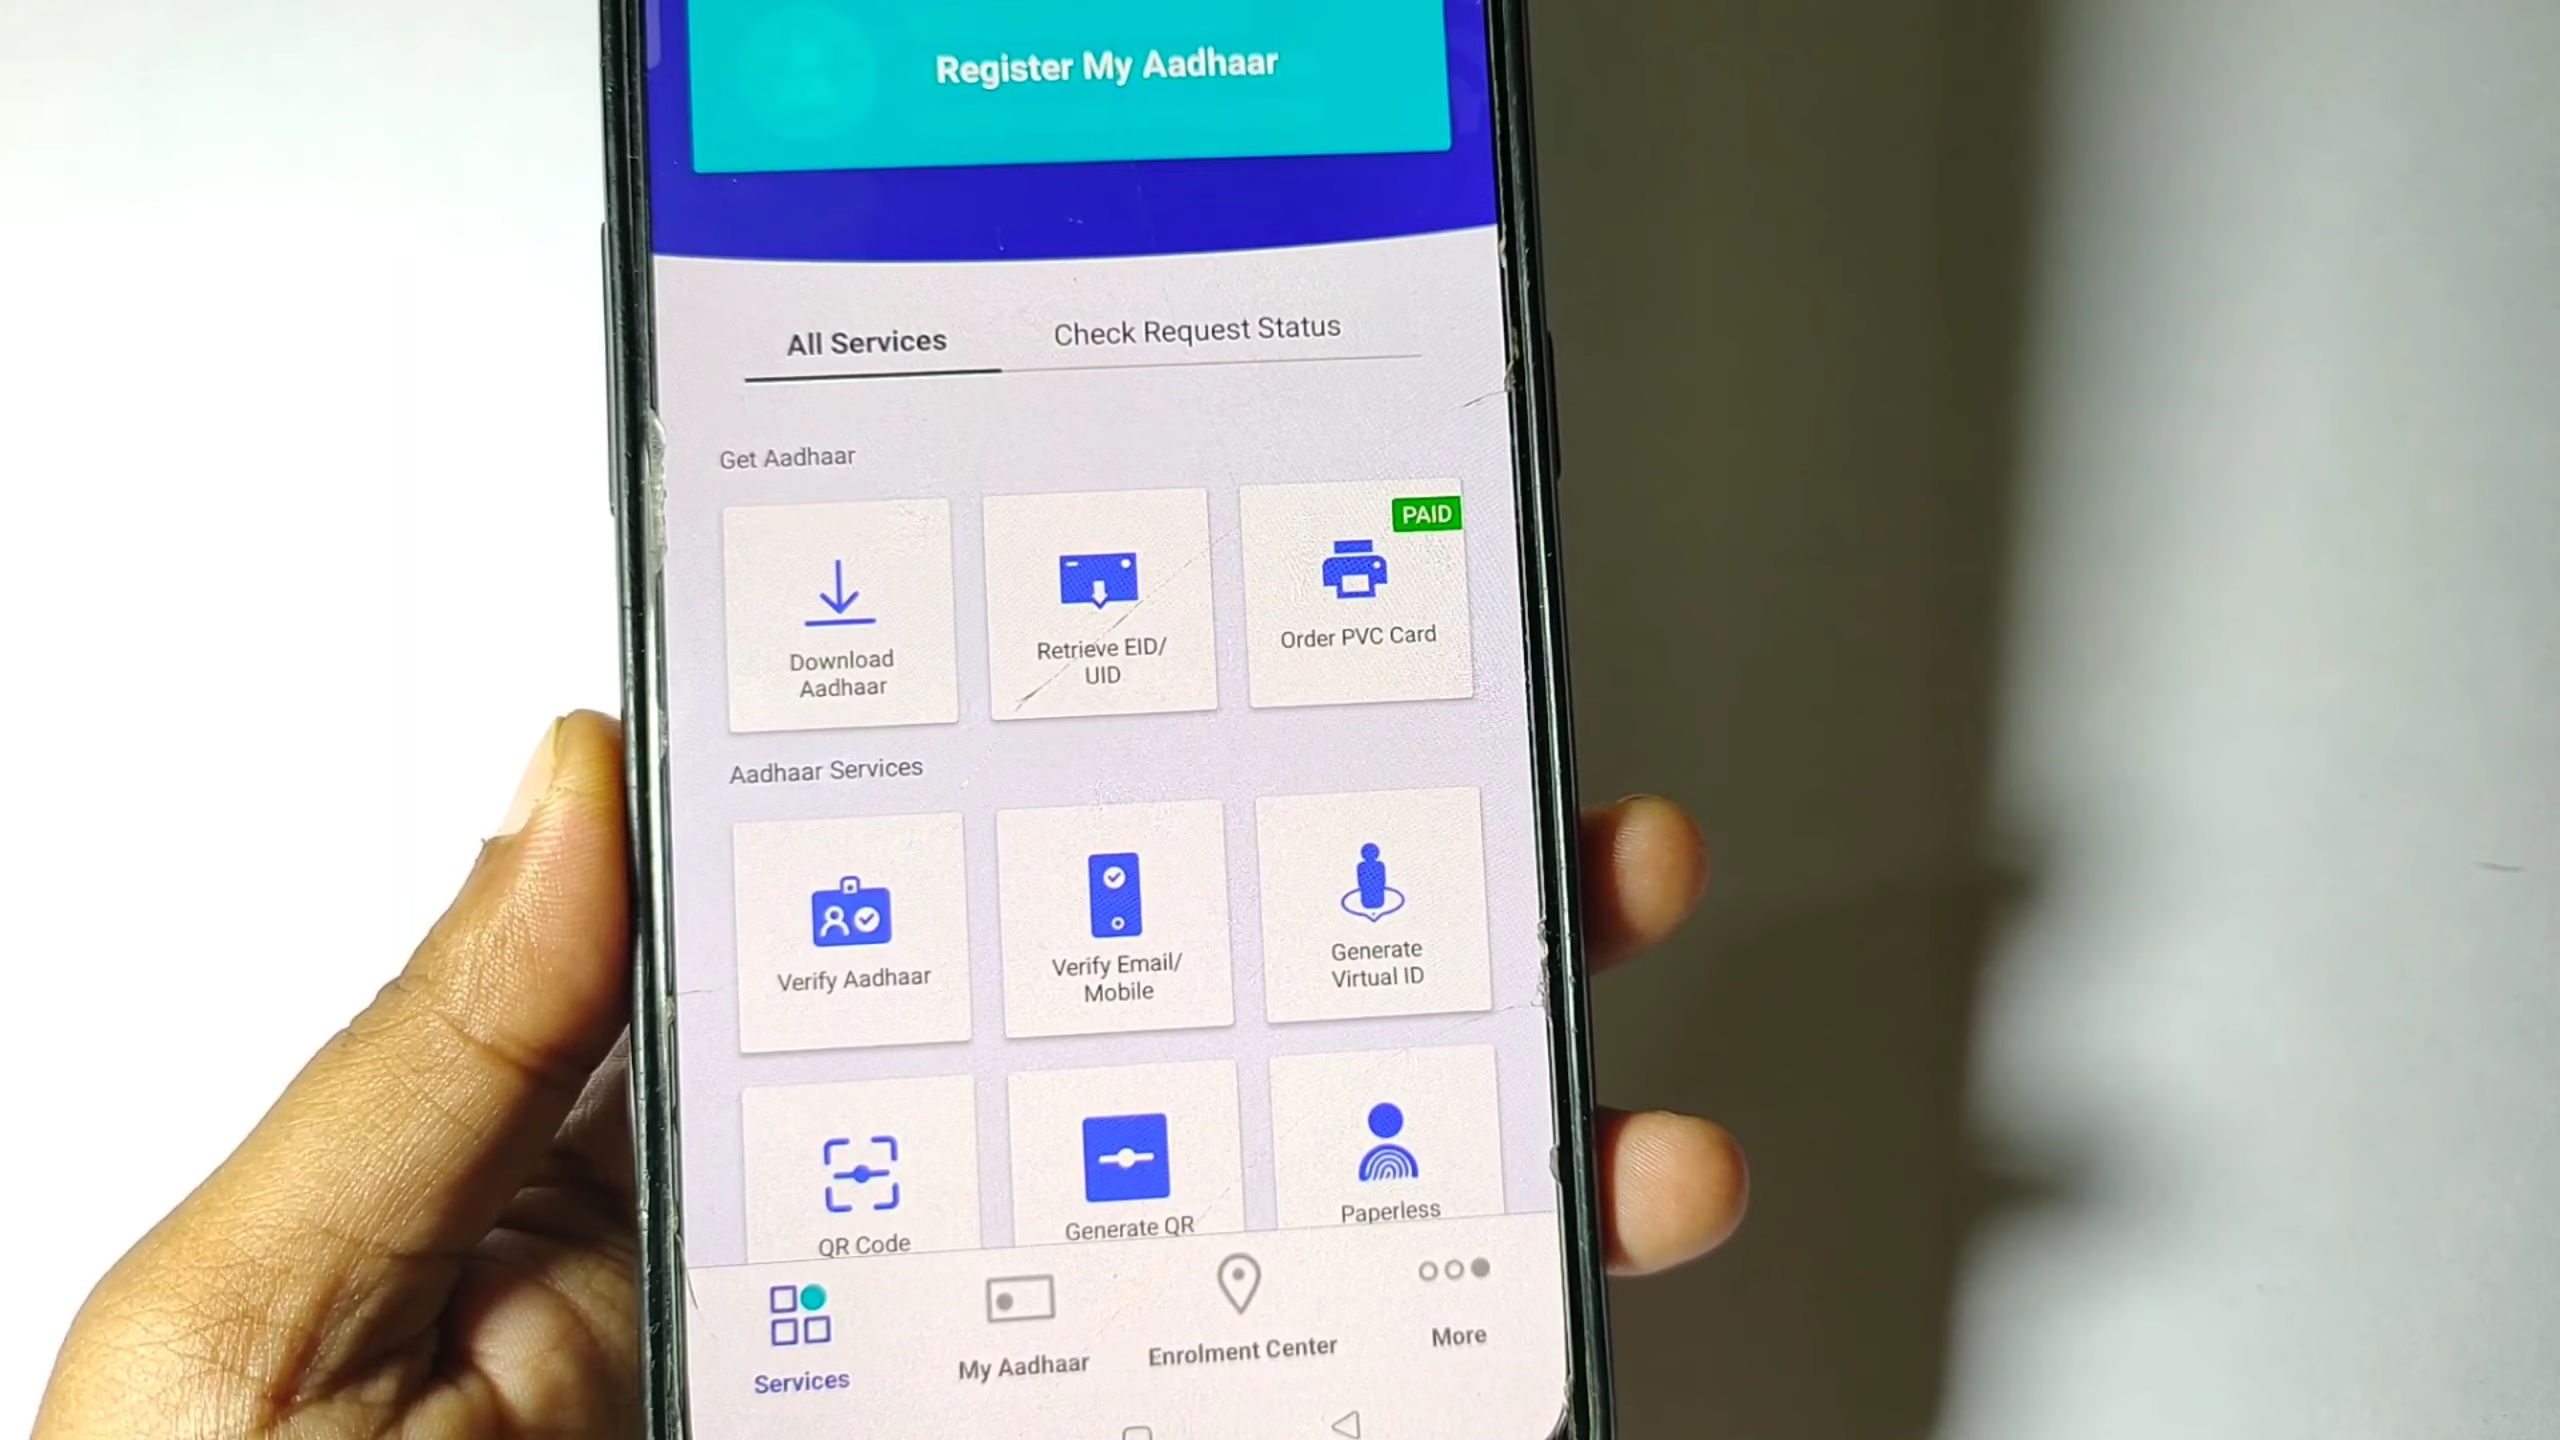 Register My Aadhaar
All Services
Check Request Status
Get Aadhaar
Download
Aadhaar
Retrieve EID/
UID
PAID
Order PVC Card
Aadhaar Services
Verify Aadhaar
Verify Email/
Mobile
Generate
Virtual ID
QR Code
Generate QR
Paperless
Services
My Aadhaar
Enrolment Center
More